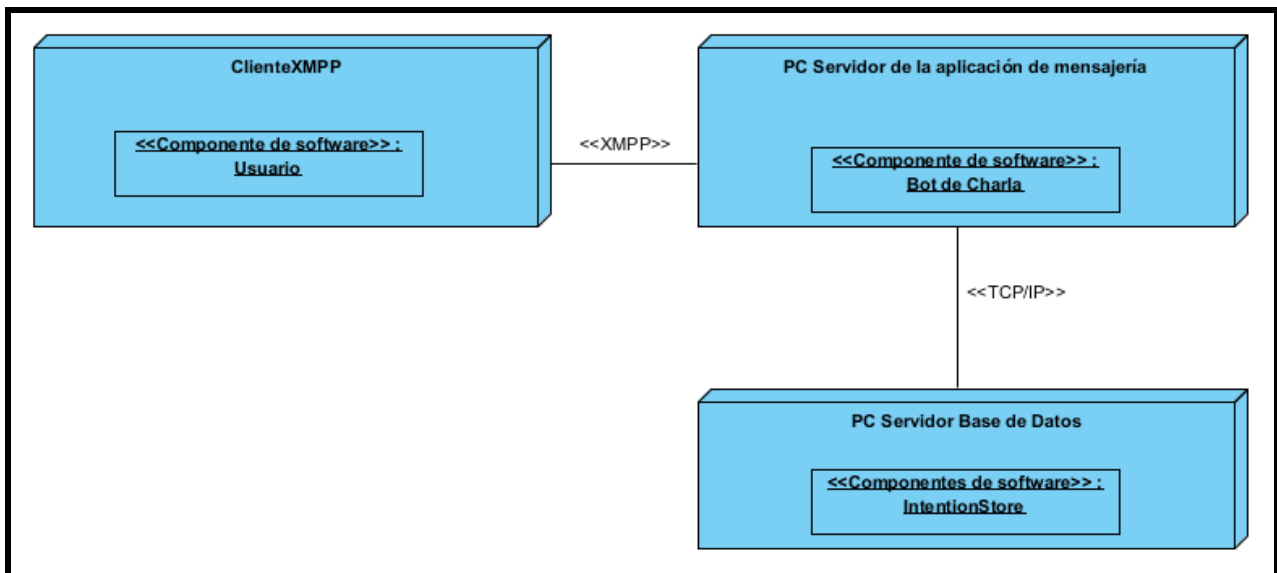 ClienteXMPP
<<Componente de software>> :
Usuario
<<XMPP>>
PC Servidor de la aplicación de mensajería
<<Componente de software>> :
Bot de Charla
<<TCP/IP>>
PC Servidor Base de Datos
<<Componentes de software>> :
IntentionStore